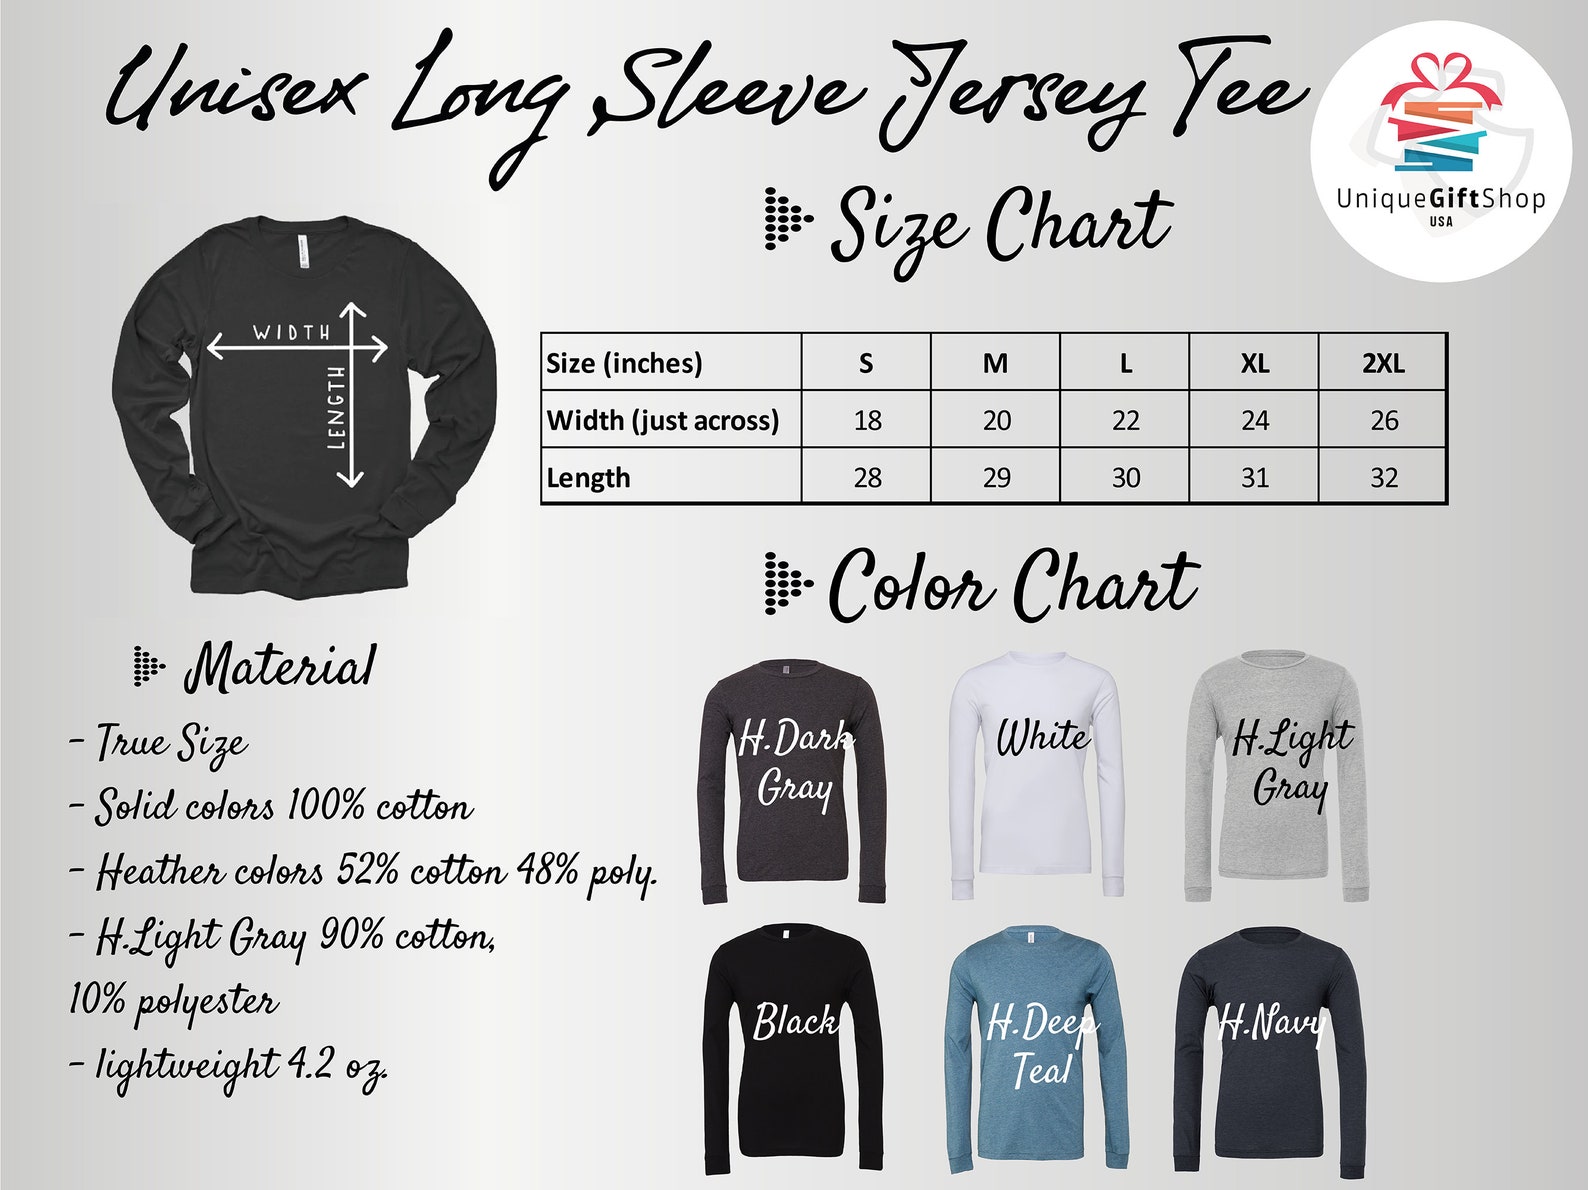 Unisex Long Sleeve Jersey Tee
UniqueGiftShop
USA
Size Chart
WIDTH
LENGTH
Size (inches) S M L XL 2XL
Width (just across) 18 20 22 24 26
Length 28 29 30 31 32
Color Chart
H.Dark
Gray
White
H.Light
Gray
Black
H.Deep
Teal
H.Navy
Material
- True Size
- Solid colors 100% cotton
- Heather colors 52% cotton 48% poly.
- H.Light Gray 90% cotton,
10% polyester
- lightweight 4.2 oz.